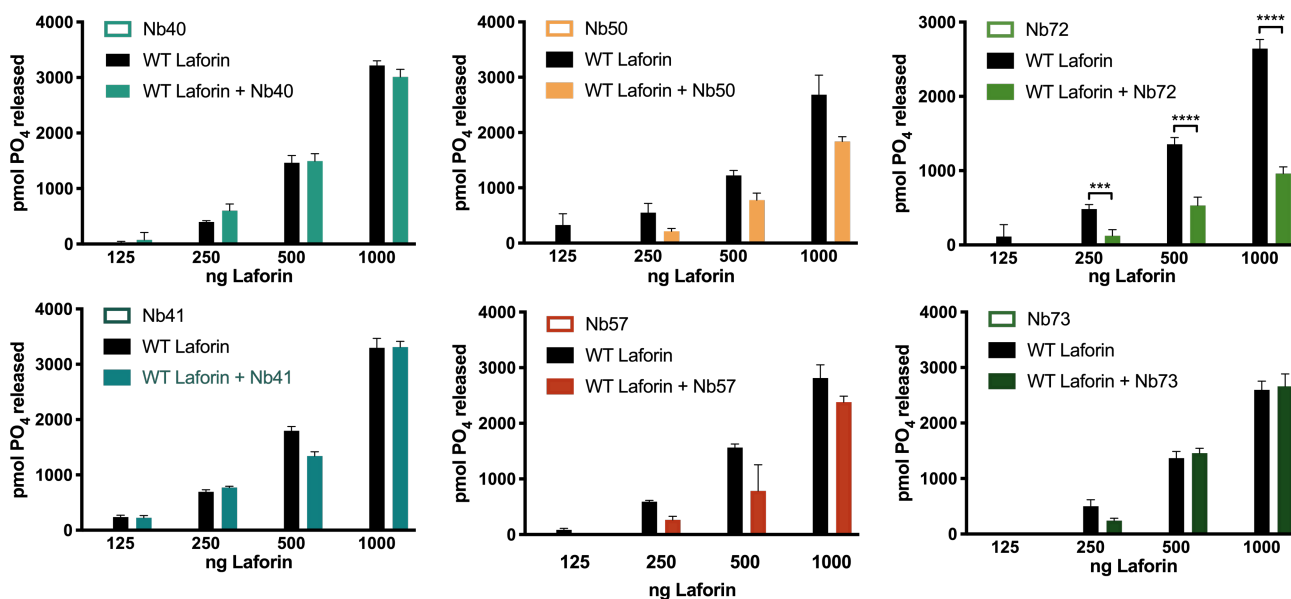 Nb40
WT Laforin
WT Laforin + Nb40
pmol PO4 released
4000
3000
2000
1000
0
125 250 500 1000
ng Laforin
Nb50
WT Laforin
WT Laforin + Nb50
pmol PO4 released
4000
3000
2000
1000
0
125 250 500 1000
ng Laforin
Nb72
WT Laforin
WT Laforin + Nb72
pmol PO4 released
3000
2000
1000
0
*** **** ****
125 250 500 1000
ng Laforin
Nb41
WT Laforin
WT Laforin + Nb41
pmol PO4 released
4000
3000
2000
1000
0
125 250 500 1000
ng Laforin
Nb57
WT Laforin
WT Laforin + Nb57
pmol PO4 released
4000
3000
2000
1000
0
125 250 500 1000
ng Laforin
Nb73
WT Laforin
WT Laforin + Nb73
pmol PO4 released
4000
3000
2000
1000
0
125 250 500 1000
ng Laforin